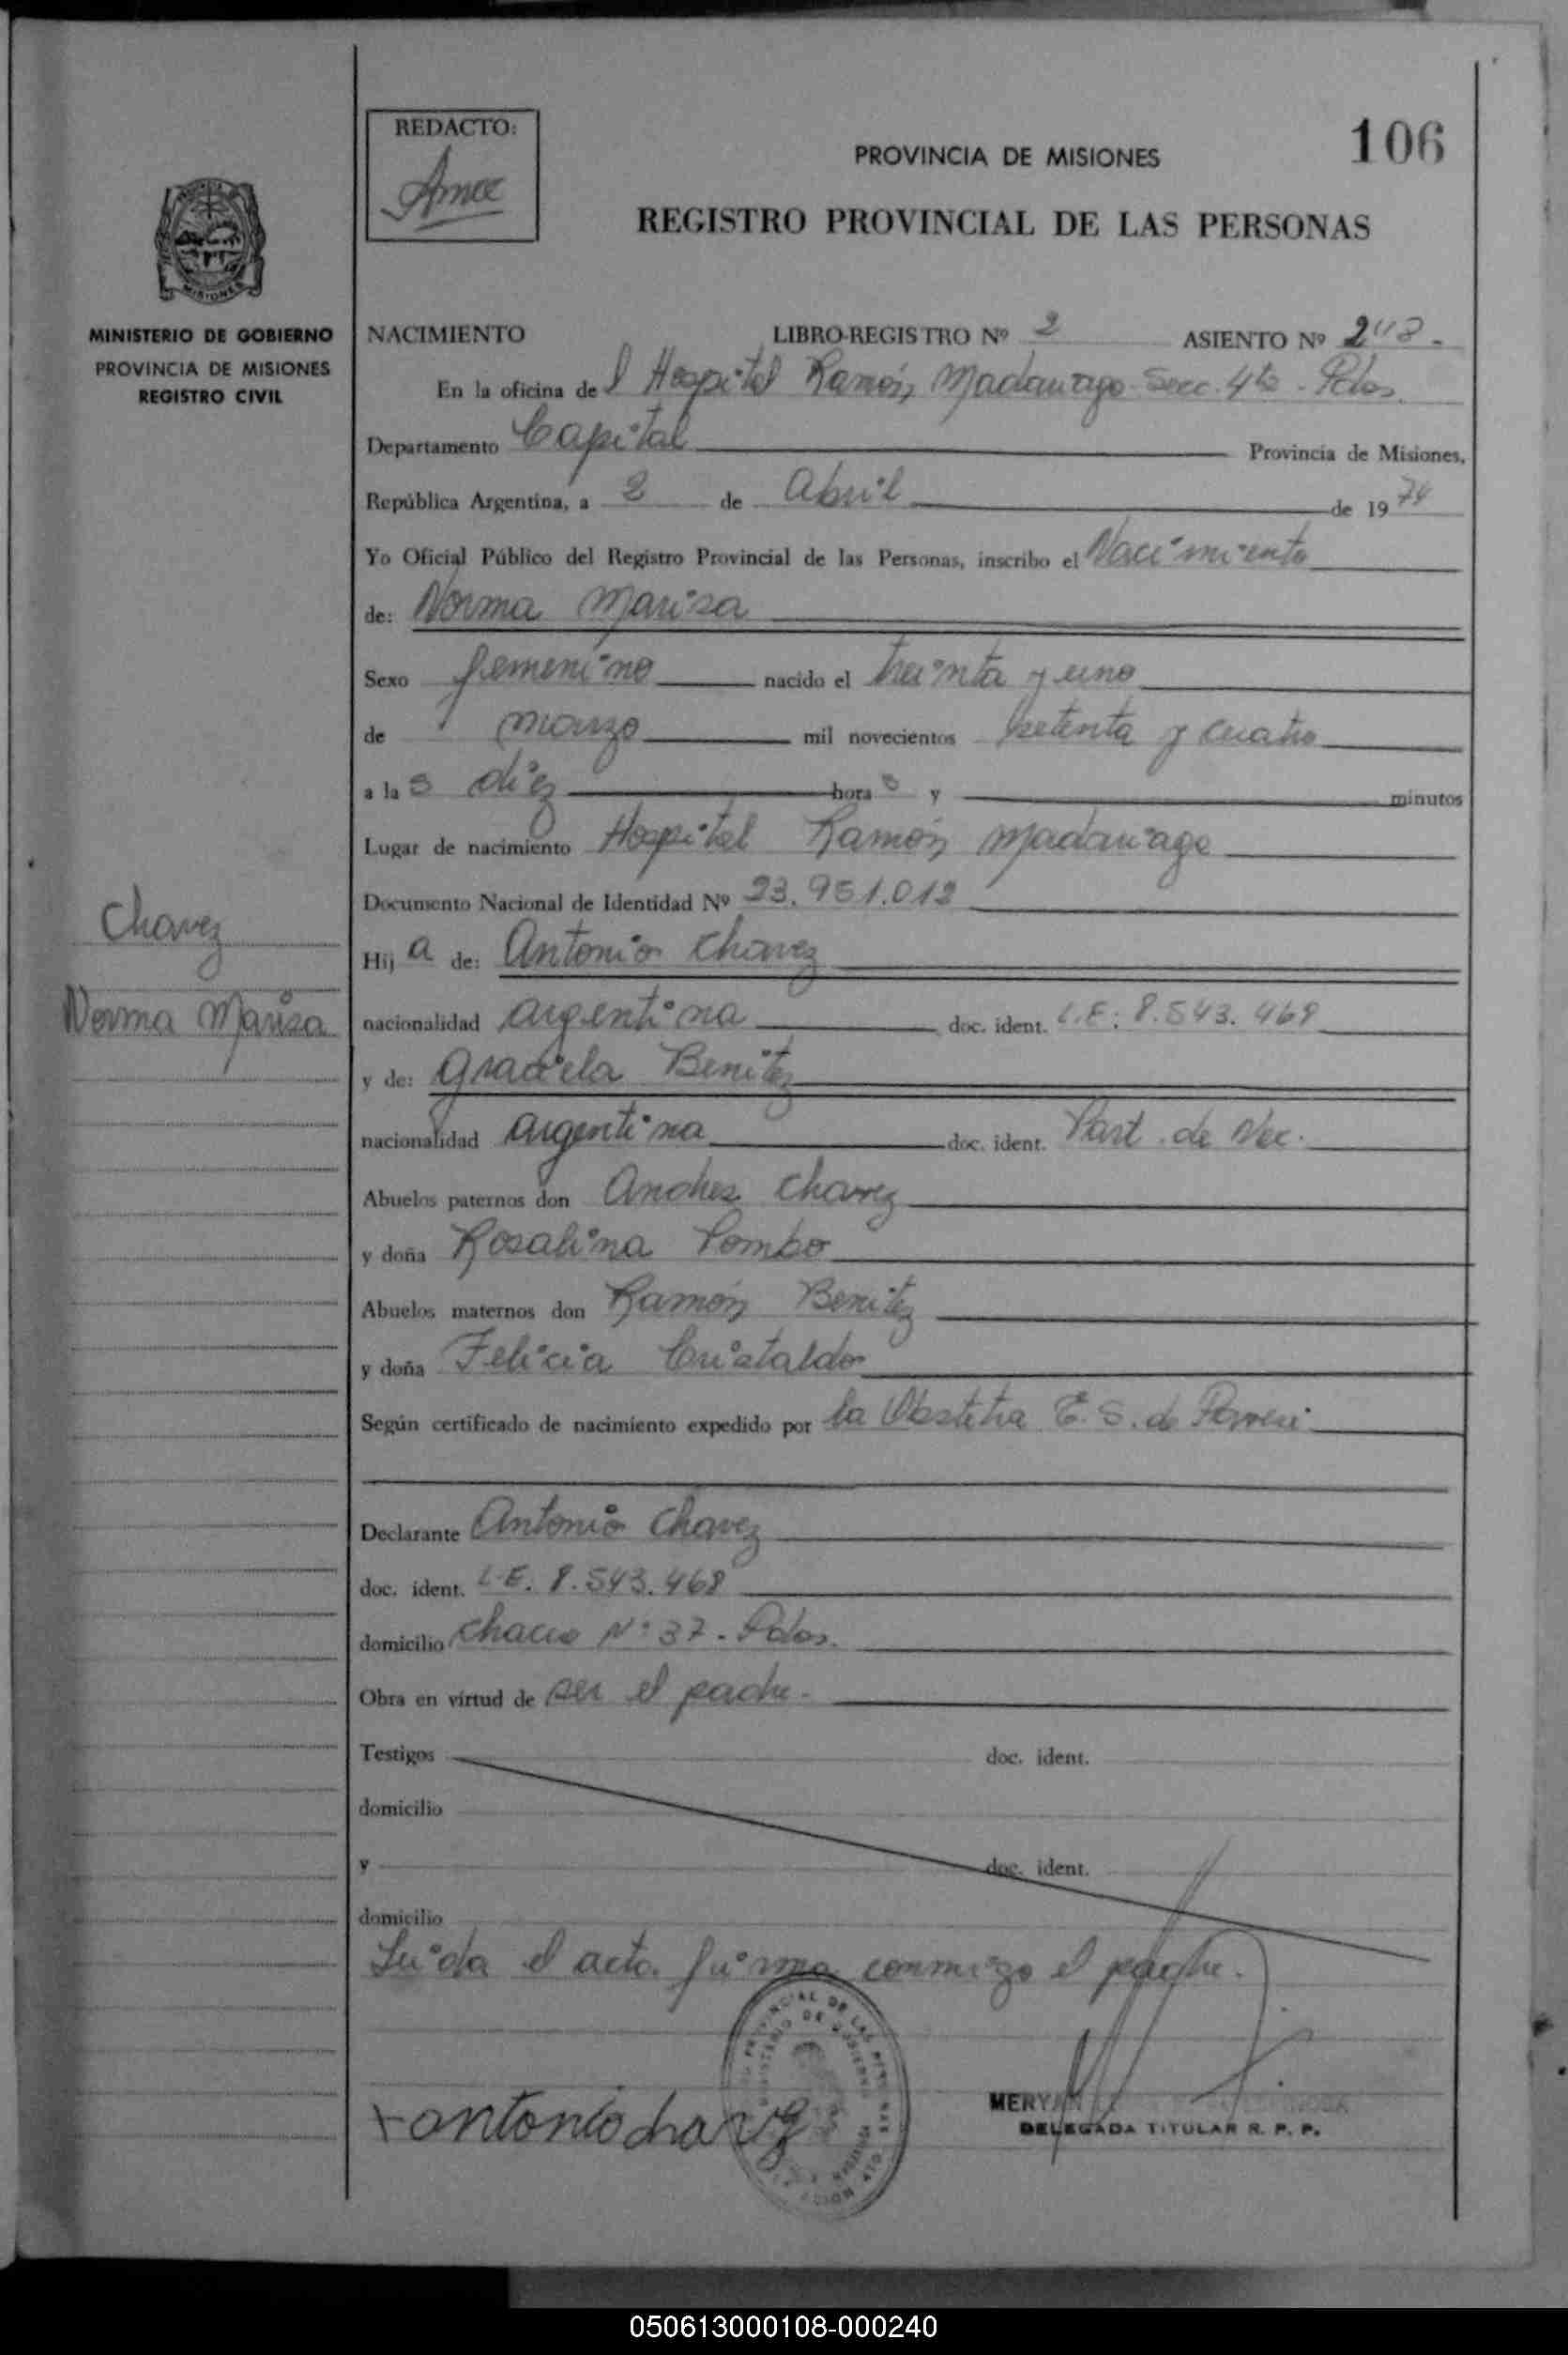 106
REDACTO:
PROVINCIA DE MISIONES
REGISTRO PROVINCIAL DE LAS PERSONAS
MISIONES
MINISTERIO DE GOBIERNO
PROVINCIA DE MISIONES
REGISTRO CIVIL
NACIMIENTO LIBRO-REGISTRO Nº 2 ASIENTO Nº
En la oficina de l Hospital Ramón Madariaga Secc. 4ta - Pdas.
Departamento Capital Provincia de Misiones,
República Argentina, a 2 de Abril de 1974
Yo Oficial Público del Registro Provincial de las Personas, inscribo el Nacimiento
de: Norma Marisa
Sexo femenino nacido el treinta y uno
de marzo mil novecientos setenta y cuatro
a las diez horas y minutos
Lugar de nacimiento Hospital Ramón Madariaga
Documento Nacional de Identidad Nº 23.951.012
Chavez
Hija de: Antonio Chavez
Norma Marisa
nacionalidad argentina doc. ident. L.E: 8.543.468
y de: Graciela Benitez
nacionalidad argentina doc. ident. Part. de Nac.
Abuelos paternos don Andres Chavez
y doña Rosalina Pombo
Abuelos maternos don Ramón Benitez
y doña Felicia Cristaldo
Según certificado de nacimiento expedido por la Obstetra E. S. de
Declarante Antonio Chavez
doc. ident. L.E. 8.543.468
domicilio Chacra Nº 37 - Pdas.
Obra en virtud de ser el padre.
Testigos doc. ident.
domicilio
y doc. ident.
domicilio
Leida el acta firma conmigo el padre.
antonio chavez
DELEGADA TITULAR R. P. P.
050613000108-000240